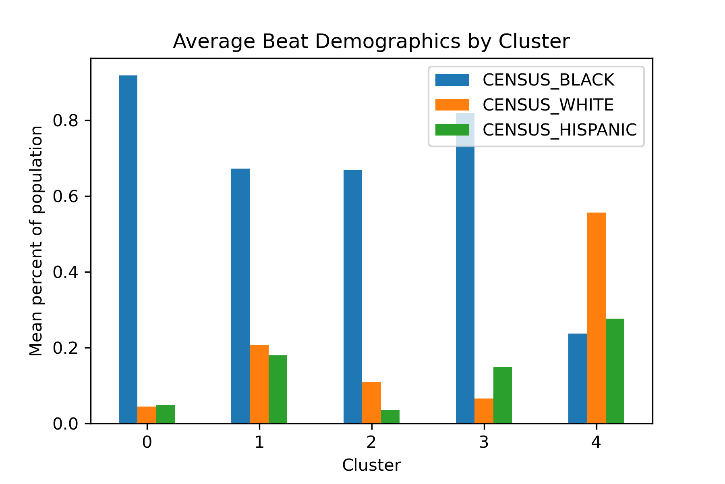 Average Beat Demographics by Cluster
CENSUS_BLACK
CENSUS_WHITE
CENSUS_HISPANIC
Mean percent of population
0.8
0.6
0.4
0.2
0.0
0 1 2 3 4
Cluster